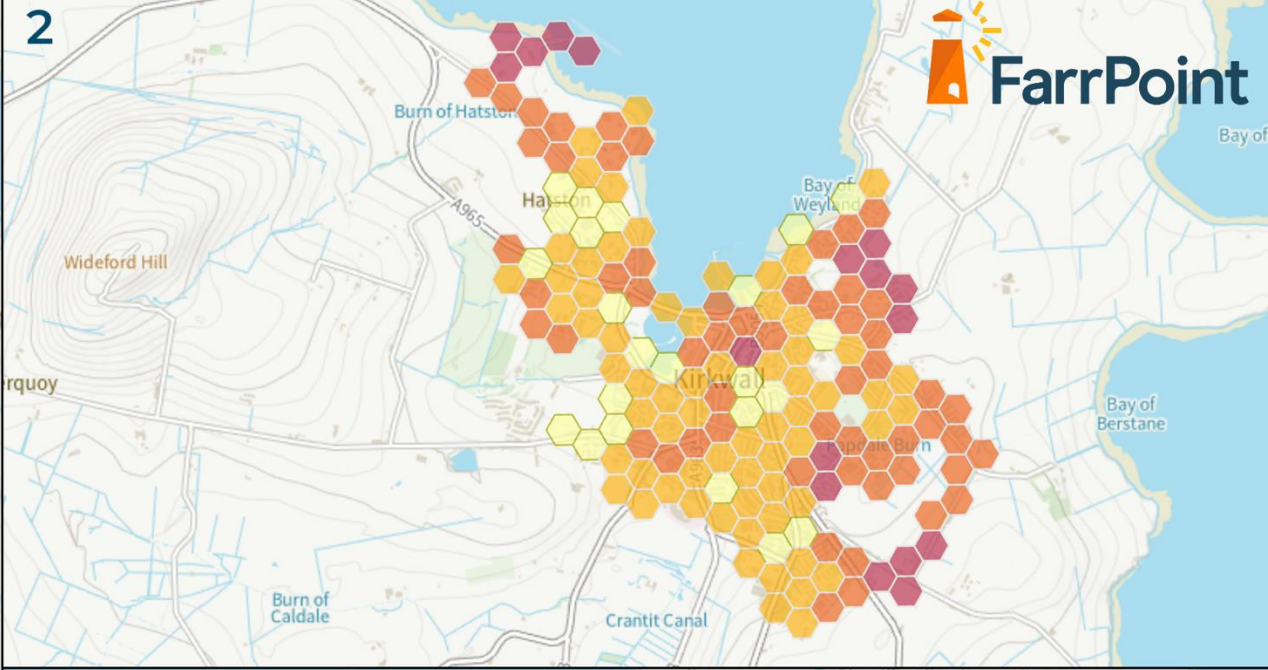 2
FarrPoint
Burn of Hatston
Bay of
Bay of
Weyland
Hatston
A965
Wideford Hill
Kirkwall
erquoy
Bay of
Berstane
Papdale Burn
Burn of
Caldale
Crantit Canal